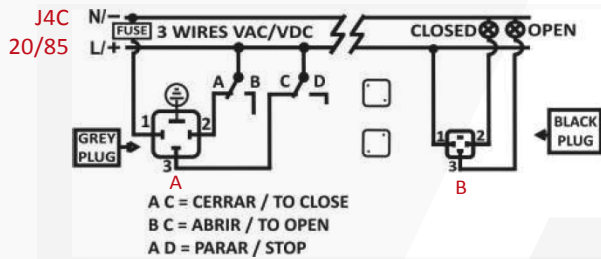 J4C N/-
FUSE 3 WIRES VAC/VDC
CLOSED OPEN
20/85 L/+
A B C D
1 2
3
GREY
PLUG
A
1 2
3
B
BLACK
PLUG
A C = CERRAR / TO CLOSE
B C = ABRIR / TO OPEN
A D = PARAR / STOP